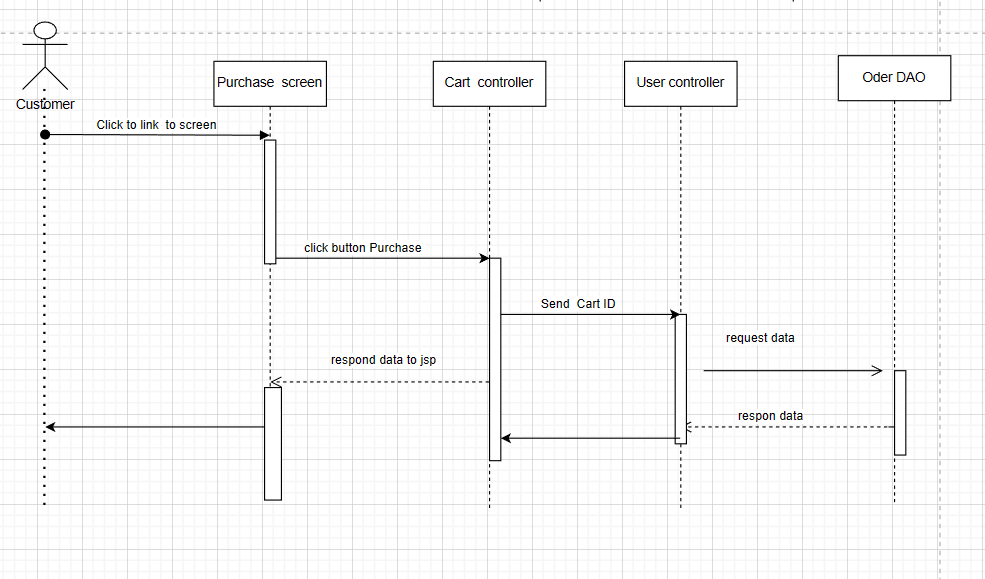 Customer
Purchase screen
Cart controller
User controller
Oder DAO
Click to link to screen
click button Purchase
Send Cart ID
request data
respond data to jsp
respon data